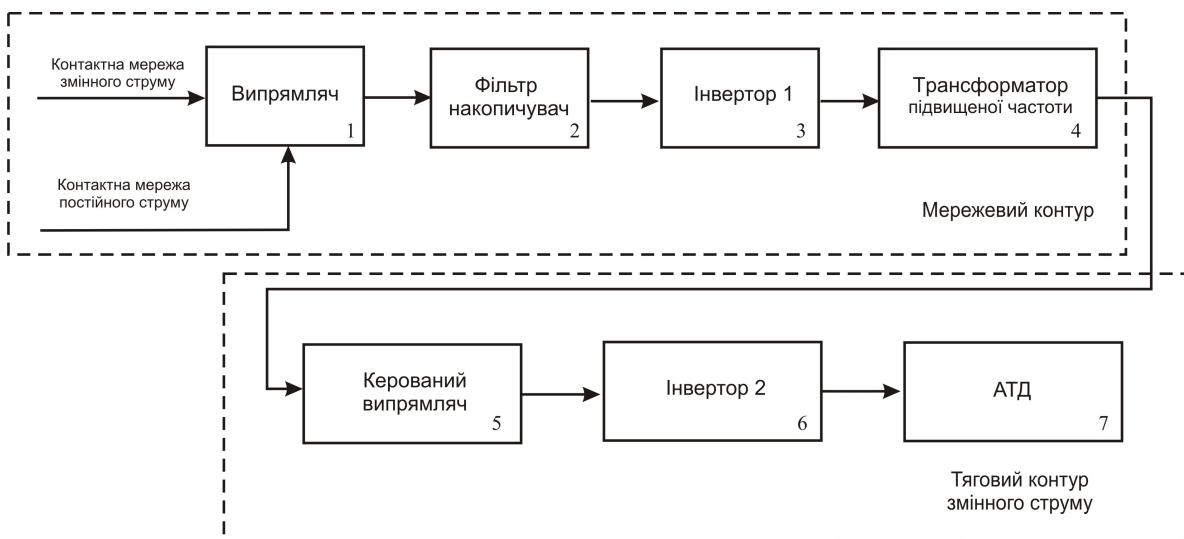 Контактна мережа
змінного струму
Випрямляч
1
Фільтр
накопичувач
2
Інвертор 1
3
Трансформатор
підвищеної частоти
4
Контактна мережа
постійного струму
Мережевий контур
Керований
випрямляч
5
Інвертор 2
6
АТД
7
Тяговий контур
змінного струму